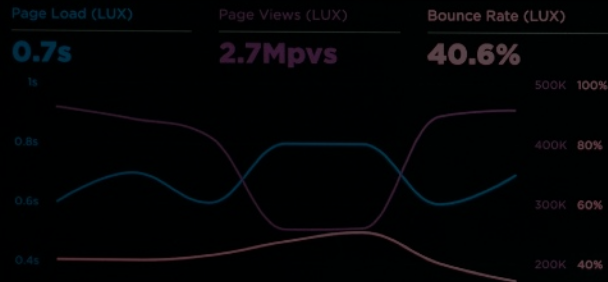 Page Load (LUX) Page Views (LUX) Bounce Rate (LUX)
0.7s 2.7Mpvs 40.6%
1s 500K 100%
0.8s 400K 80%
0.6s 300K 60%
0.4s 200K 40%